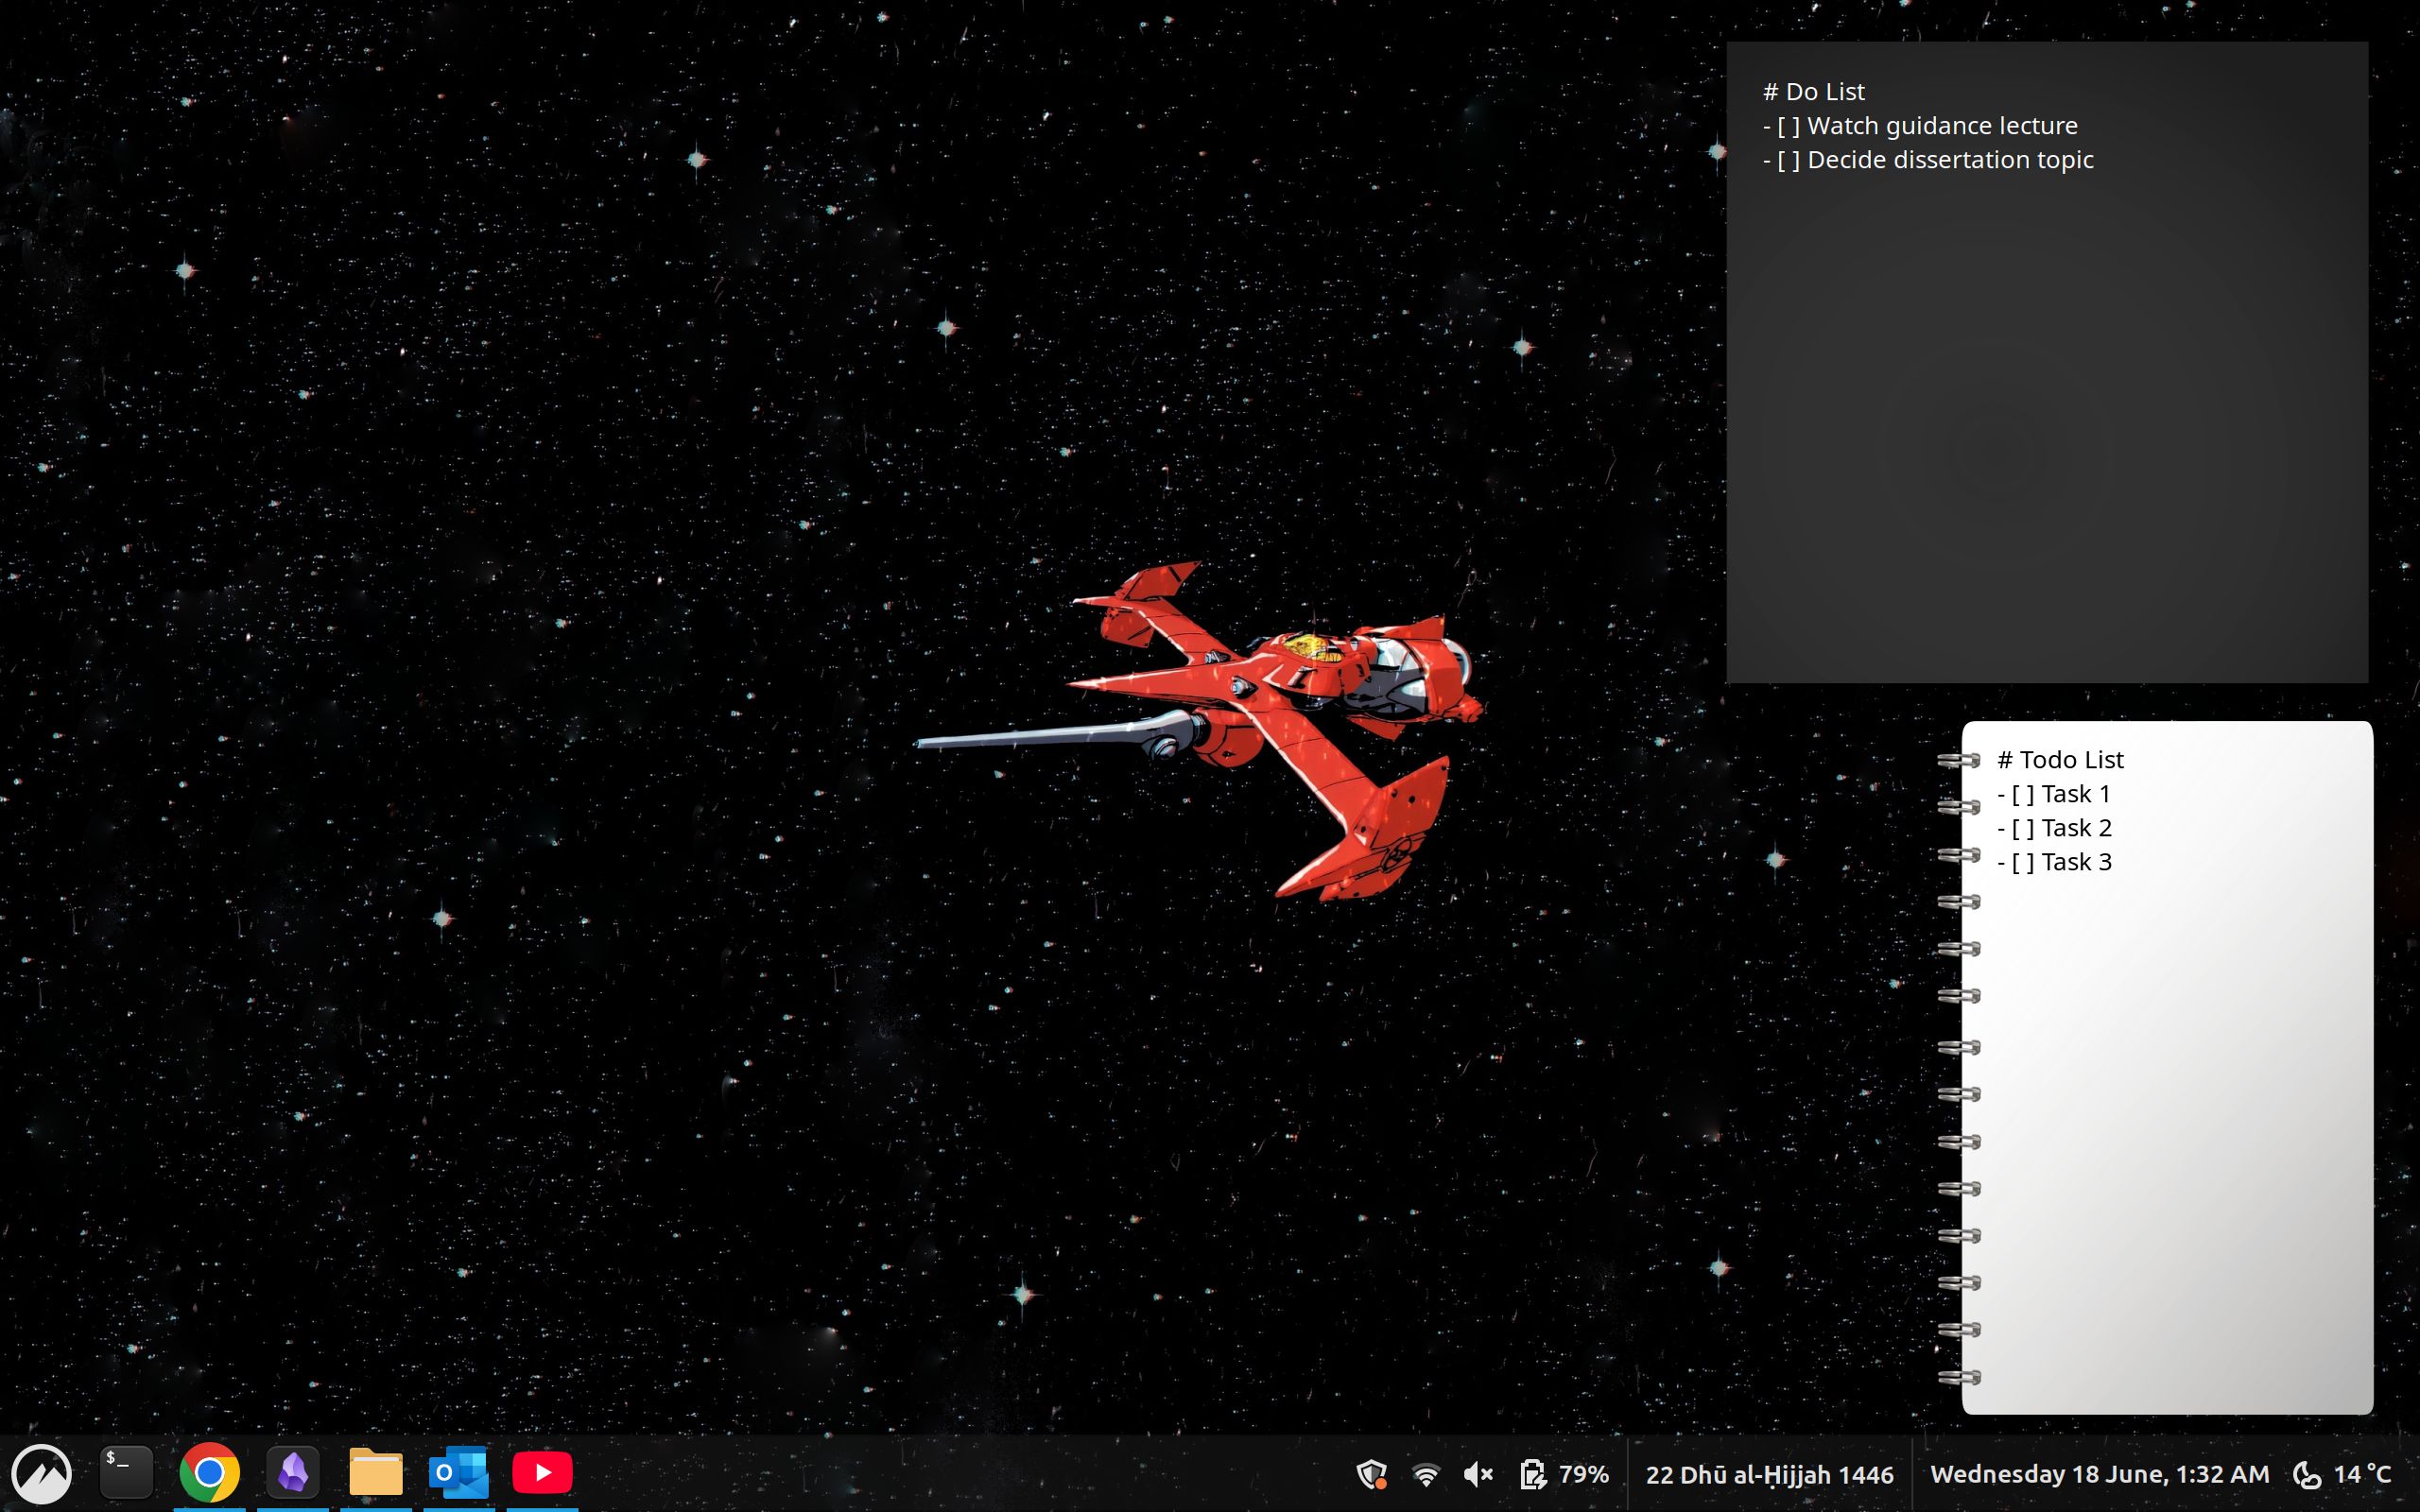 # Do List
- [ ] Watch guidance lecture
- [ ] Decide dissertation topic
# Todo List
- [ ] Task 1
- [ ] Task 2
- [ ] Task 3
$_
O
79%
22 Dhū al-Ḥijjah 1446
Wednesday 18 June, 1:32 AM
14 °C